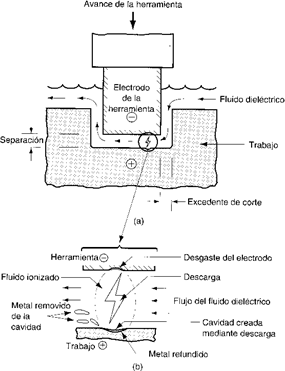 Avance de la herramienta
Electrodo
de la
herramienta
Fluido dieléctrico
Separación
Trabajo
Excedente de corte
(a)
Herramienta
Desgaste del electrodo
Fluido ionizado
Descarga
Metal removido
de la
cavidad
Flujo del fluido dieléctrico
Cavidad creada
mediante descarga
Trabajo
Metal refundido
(b)